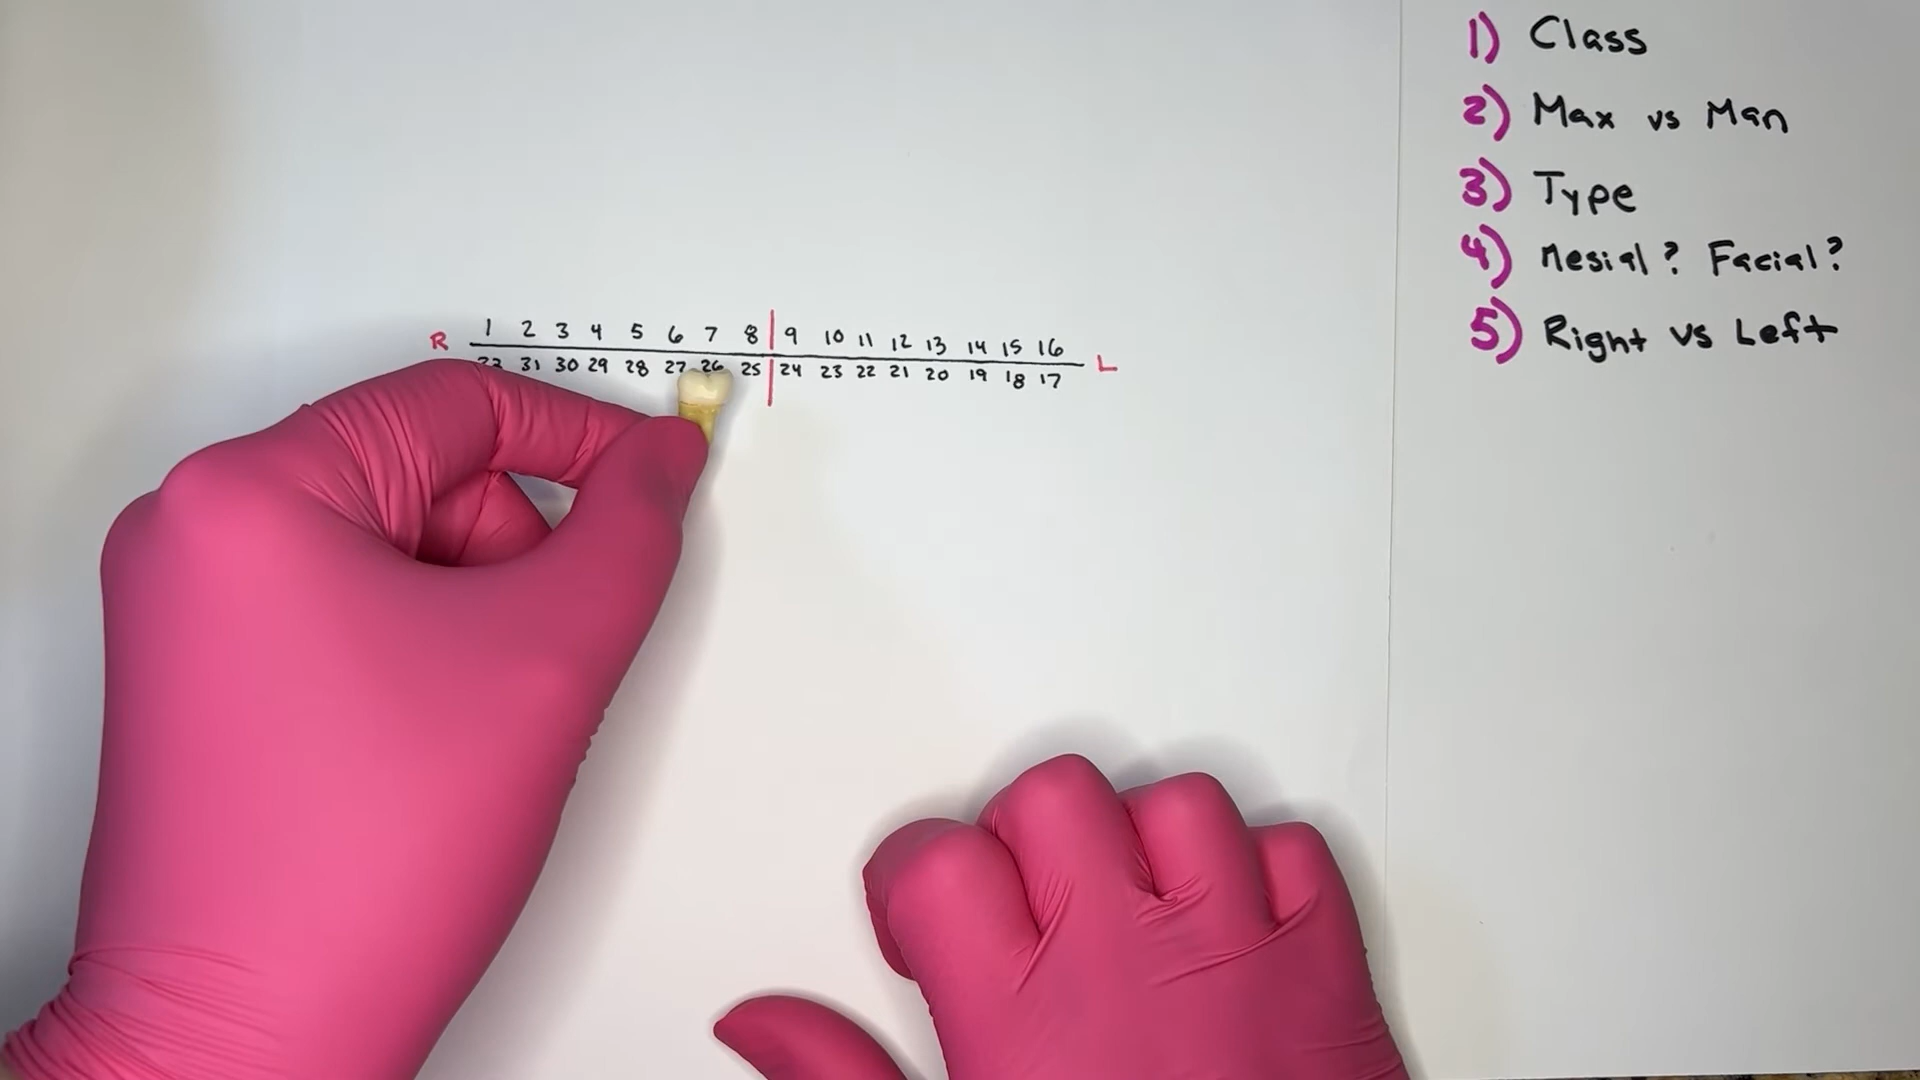 1) Class
2) Max vs Man
3) Type
4) Mesial? Facial?
5) Right vs Left
R 1 2 3 4 5 6 7 8 9 10 11 12 13 14 15 16 L
31 30 29 28 27 26 25 24 23 22 21 20 19 18 17